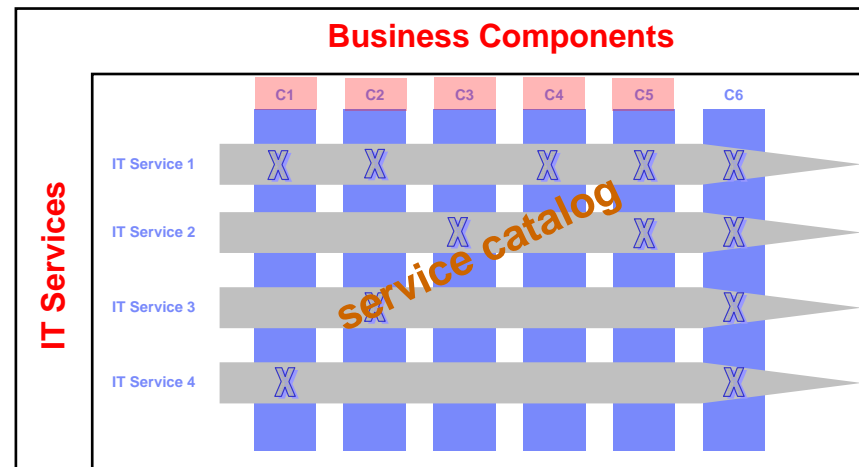 Business Components
C1 C2 C3 C4 C5 C6
IT Services
IT Service 1 X X X X X
IT Service 2 X X X
IT Service 3 X X
IT Service 4 X X
service catalog